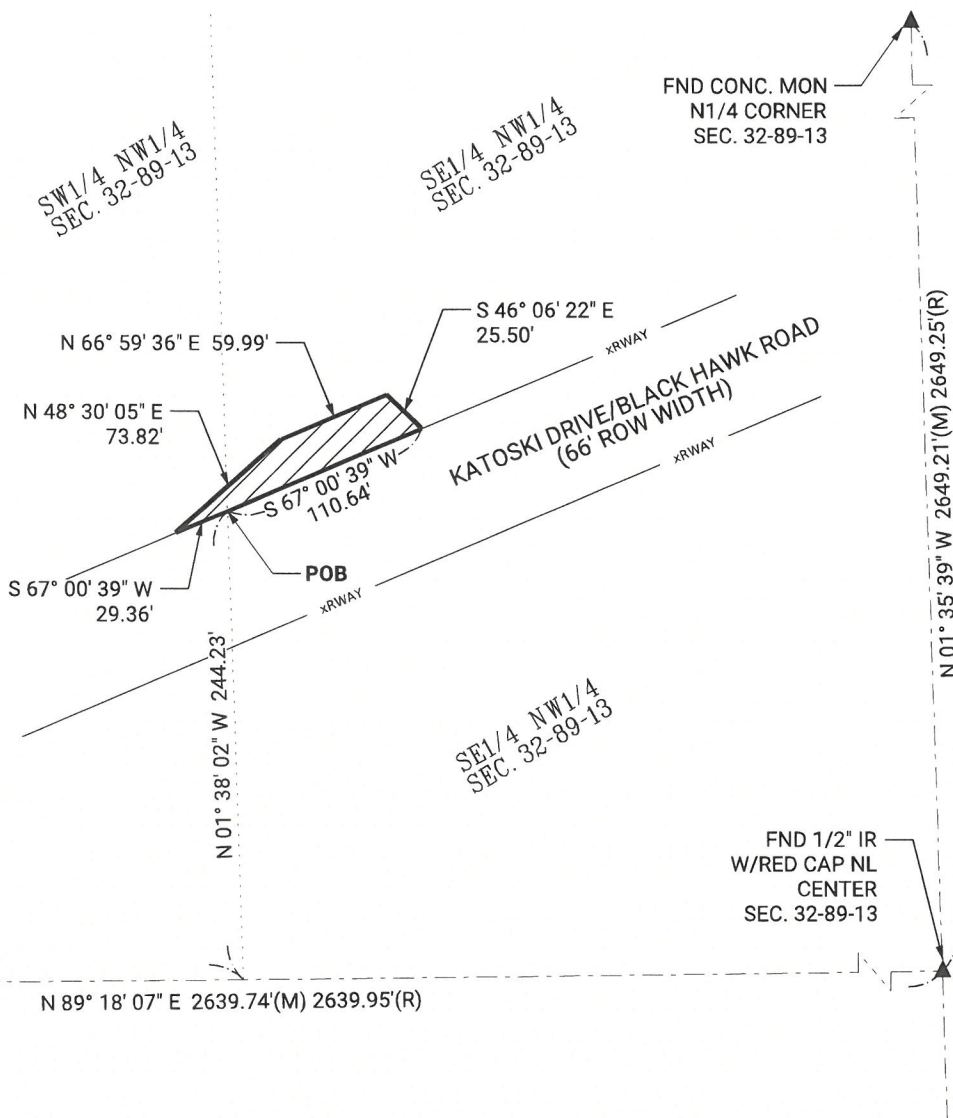 FND CONC. MON
N1/4 CORNER
SEC. 32-89-13
SW1/4 NW1/4
SEC. 32-89-13
SE1/4 NW1/4
SEC. 32-89-13
S 46° 06' 22" E
25.50'
N 66° 59' 36" E 59.99'
N 48° 30' 05" E
73.82'
xRWAY
KATOSKI DRIVE/BLACK HAWK ROAD
(66' ROW WIDTH)
xRWAY
S 67° 00' 39" W
110.64'
POB
S 67° 00' 39" W
29.36'
xRWAY
N 01° 38' 02" W 244.23'
N 01° 35' 39" W 2649.21'(M) 2649.25'(R)
SE1/4 NW1/4
SEC. 32-89-13
FND 1/2" IR
W/RED CAP NL
CENTER
SEC. 32-89-13
N 89° 18' 07" E 2639.74'(M) 2639.95'(R)